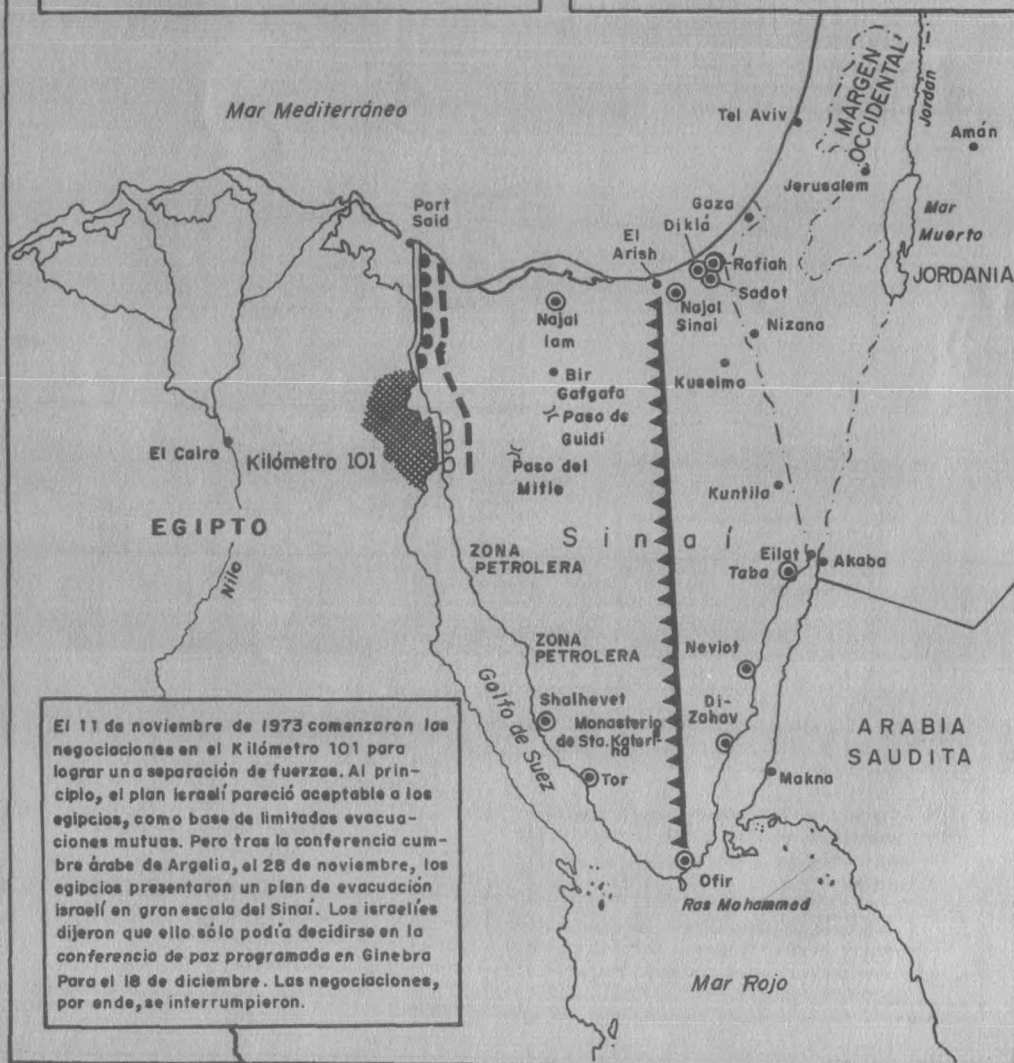 Mar Mediterráneo
Tel Aviv
MARGEN
OCCIDENTAL
Jordán
Amán
Jerusalem
Gaza
Mar
Muerto
Port
Said
Diklá
El
Arish
Rafiah
Sadot
JORDANIA
Najal
Iam
Najal
Sinai
Nizana
Bir
Gafgafa
Kuseima
Paso de
Guidi
El Cairo
Kilómetro 101
Paso del
Mitle
Kuntila
EGIPTO
Sinaí
Nilo
ZONA
PETROLERA
Eilat
Akaba
Taba
ZONA
PETROLERA
Neviot
Golfo de Suez
Shalhevet
Monasterio
de Sta. Kateri-
na
Di-
Zahav
ARABIA
SAUDITA
Tor
Makna
Ofir
Ras Mohammed
Mar Rojo
El 11 de noviembre de 1973 comenzaron las
negociaciones en el Kilómetro 101 para
lograr una separación de fuerzas. Al prin-
cipio, el plan israelí pareció aceptable a los
egipcios, como base de limitadas evacua-
ciones mutuas. Pero tras la conferencia cum-
bre árabe de Argelia, el 28 de noviembre, los
egipcios presentaron un plan de evacuación
israelí en gran escala del Sinaí. Los israelíes
dijeron que ello sólo podía decidirse en la
conferencia de paz programada en Ginebra
Para el 18 de diciembre. Las negociaciones,
por ende, se interrumpieron.